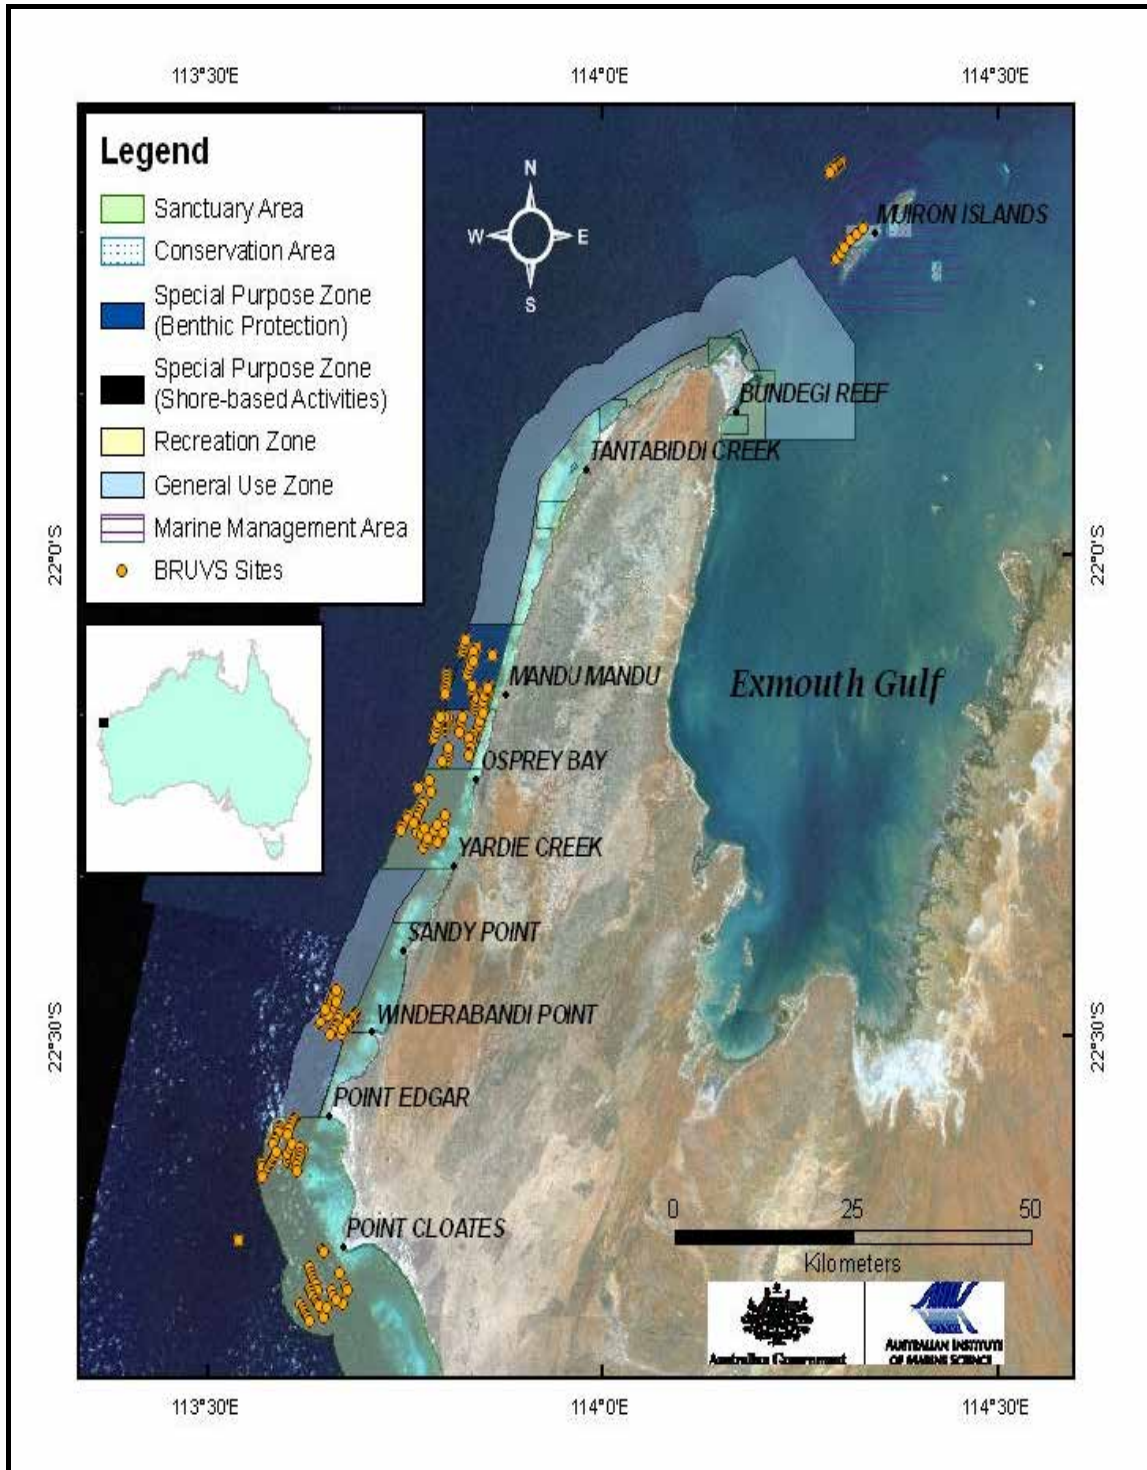 113°30'E 114°0'E 114°30'E
Legend
Sanctuary Area
Conservation Area
Special Purpose Zone
(Benthic Protection)
Special Purpose Zone
(Shore-based Activities)
Recreation Zone
General Use Zone
Marine Management Area
BRUVS Sites
N
W E
S
MUIRON ISLANDS
BUNDEGI REEF
TANTABIDDI CREEK
22°0'S 22°0'S
MANDU MANDU
Exmouth Gulf
OSPREY BAY
YARDIE CREEK
SANDY POINT
WINDERABANDI POINT
22°30'S 22°30'S
POINT EDGAR
POINT CLOATES
0 25 50
Kilometers
Australian Government
AUSTRALIAN INSTITUTE
OF MARINE SCIENCE
113°30'E 114°0'E 114°30'E